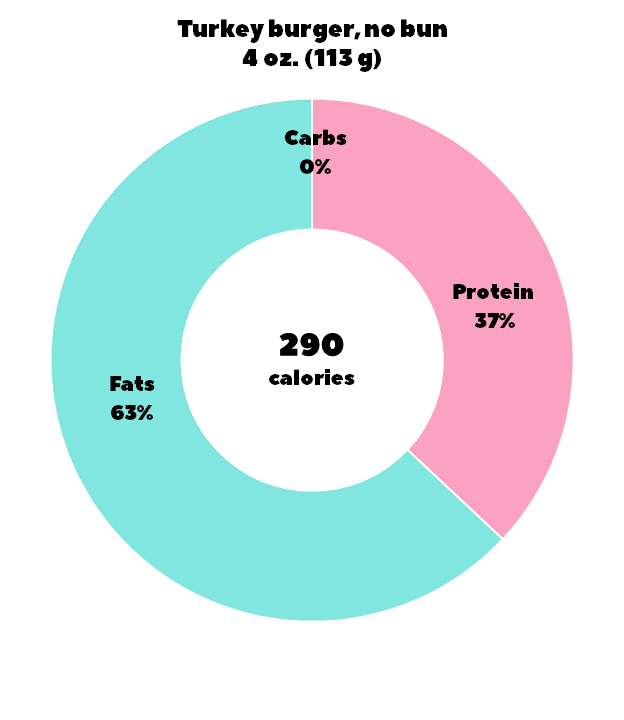 Turkey burger, no bun
4 oz. (113 g)
Carbs
0%
Protein
37%
290
calories
Fats
63%